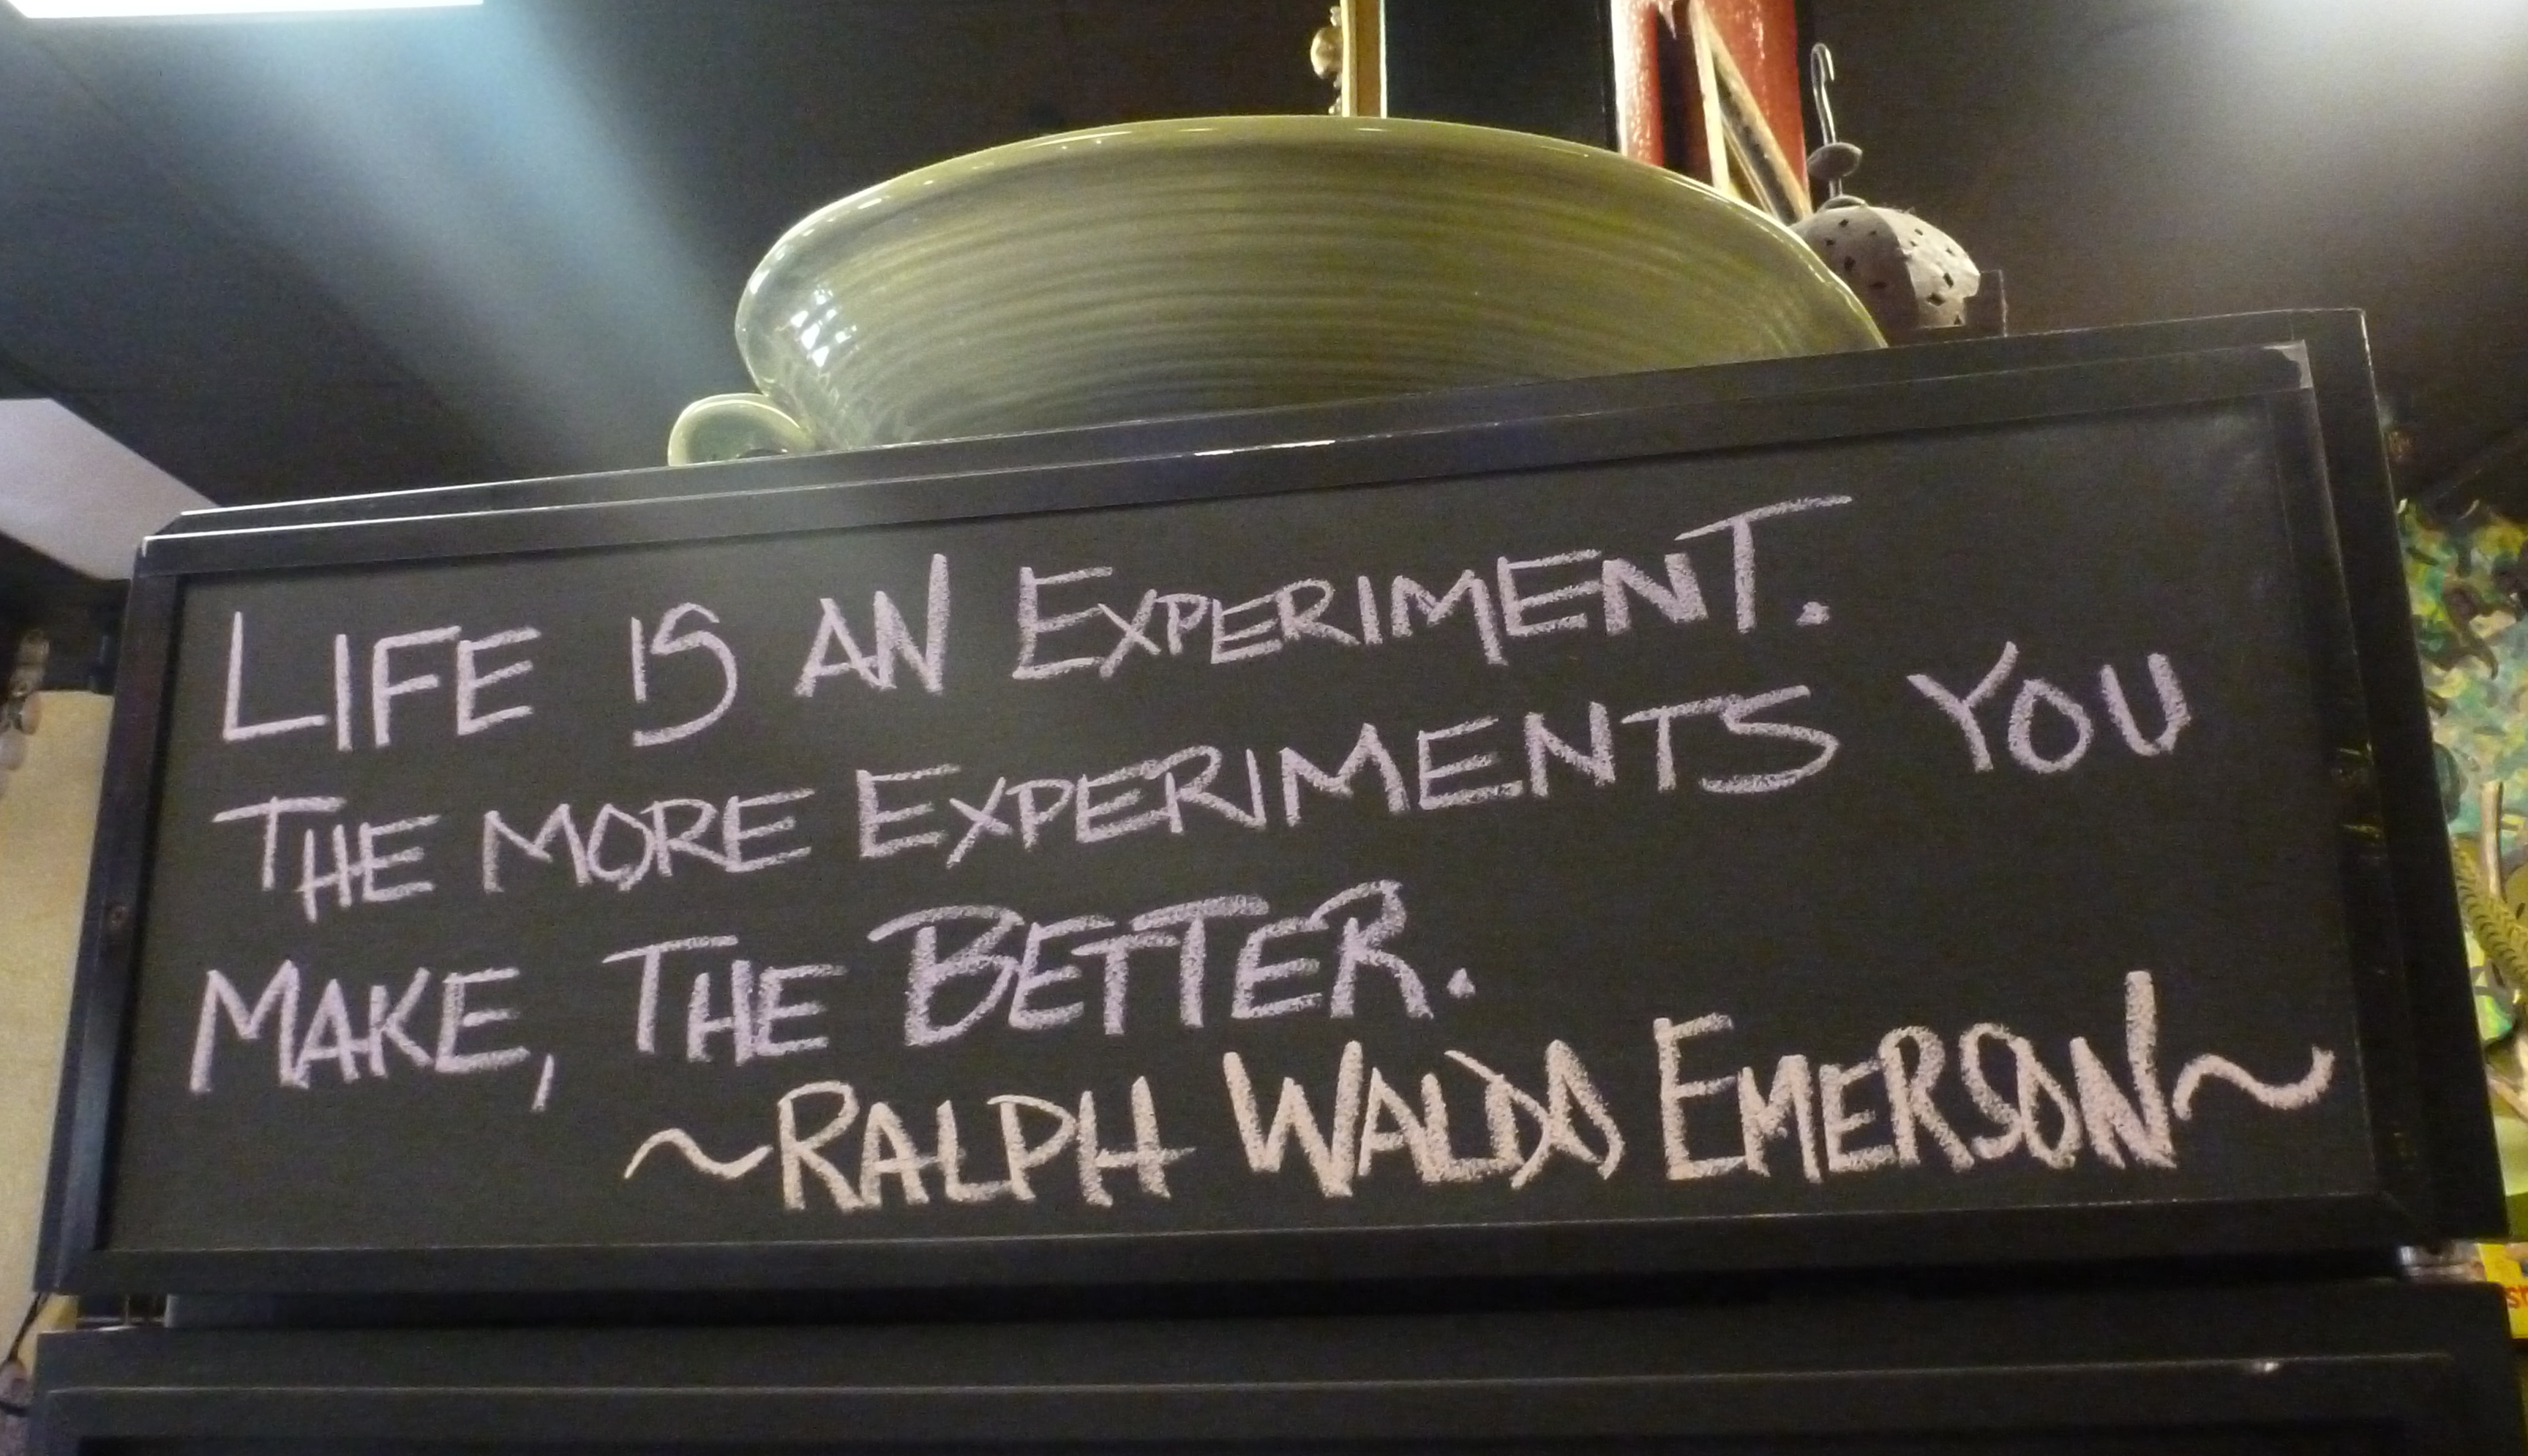 LIFE IS AN EXPERIMENT.
THE MORE EXPERIMENTS YOU
MAKE, THE BETTER.
~RALPH WALDO EMERSON~